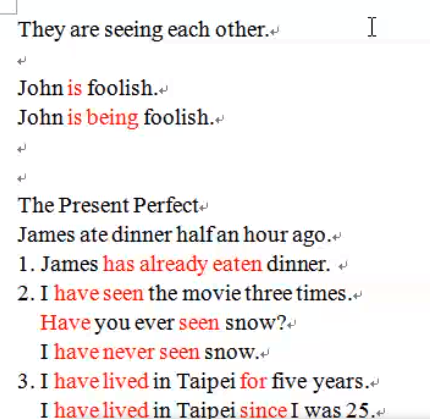 They are seeing each other.
John is foolish.
John is being foolish.
The Present Perfect
James ate dinner half an hour ago.
1. James has already eaten dinner.
2. I have seen the movie three times.
Have you ever seen snow?
I have never seen snow.
3. I have lived in Taipei for five years.
I have lived in Taipei since I was 25.